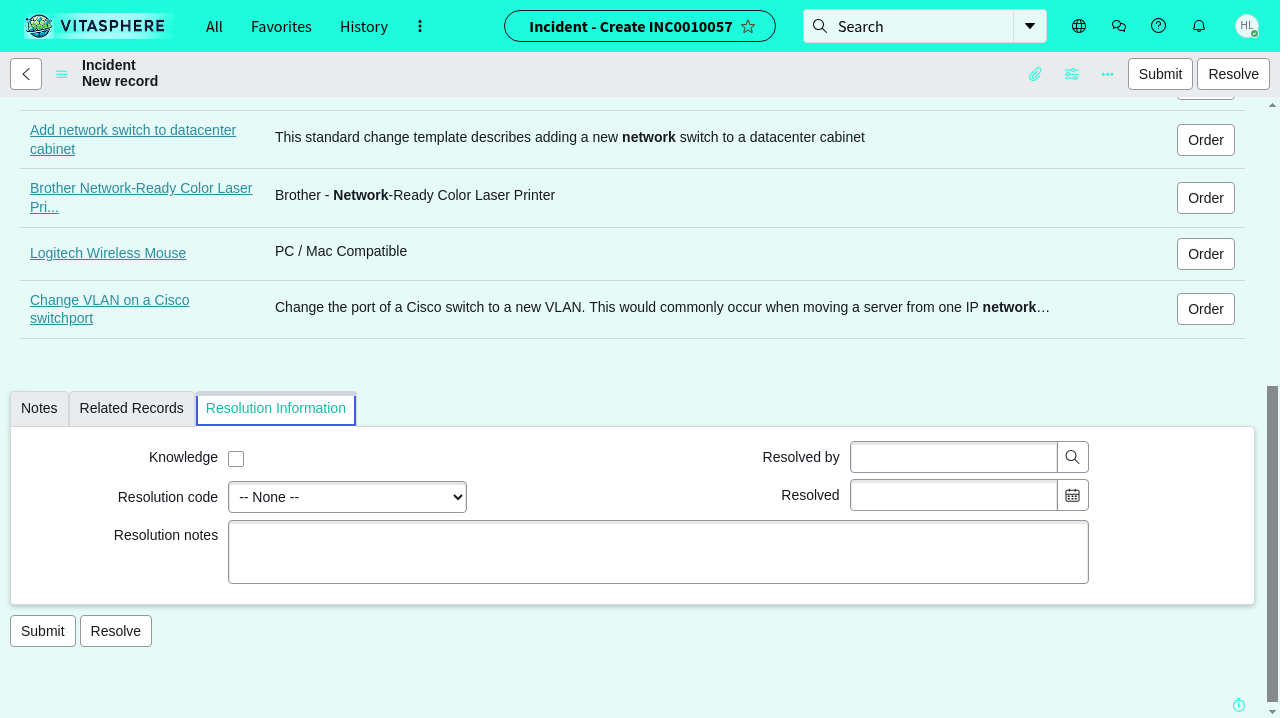 VITASPHERE
All
Favorites
History
Incident - Create INC0010057
Search
HL
Incident
New record
Submit
Resolve
Add network switch to datacenter
cabinet
This standard change template describes adding a new network switch to a datacenter cabinet
Order
Brother Network-Ready Color Laser
Pri...
Brother - Network-Ready Color Laser Printer
Order
Logitech Wireless Mouse
PC / Mac Compatible
Order
Change VLAN on a Cisco
switchport
Change the port of a Cisco switch to a new VLAN. This would commonly occur when moving a server from one IP network…
Order
Notes
Related Records
Resolution Information
Knowledge
Resolved by
Resolution code
-- None --
Resolved
Resolution notes
Submit
Resolve